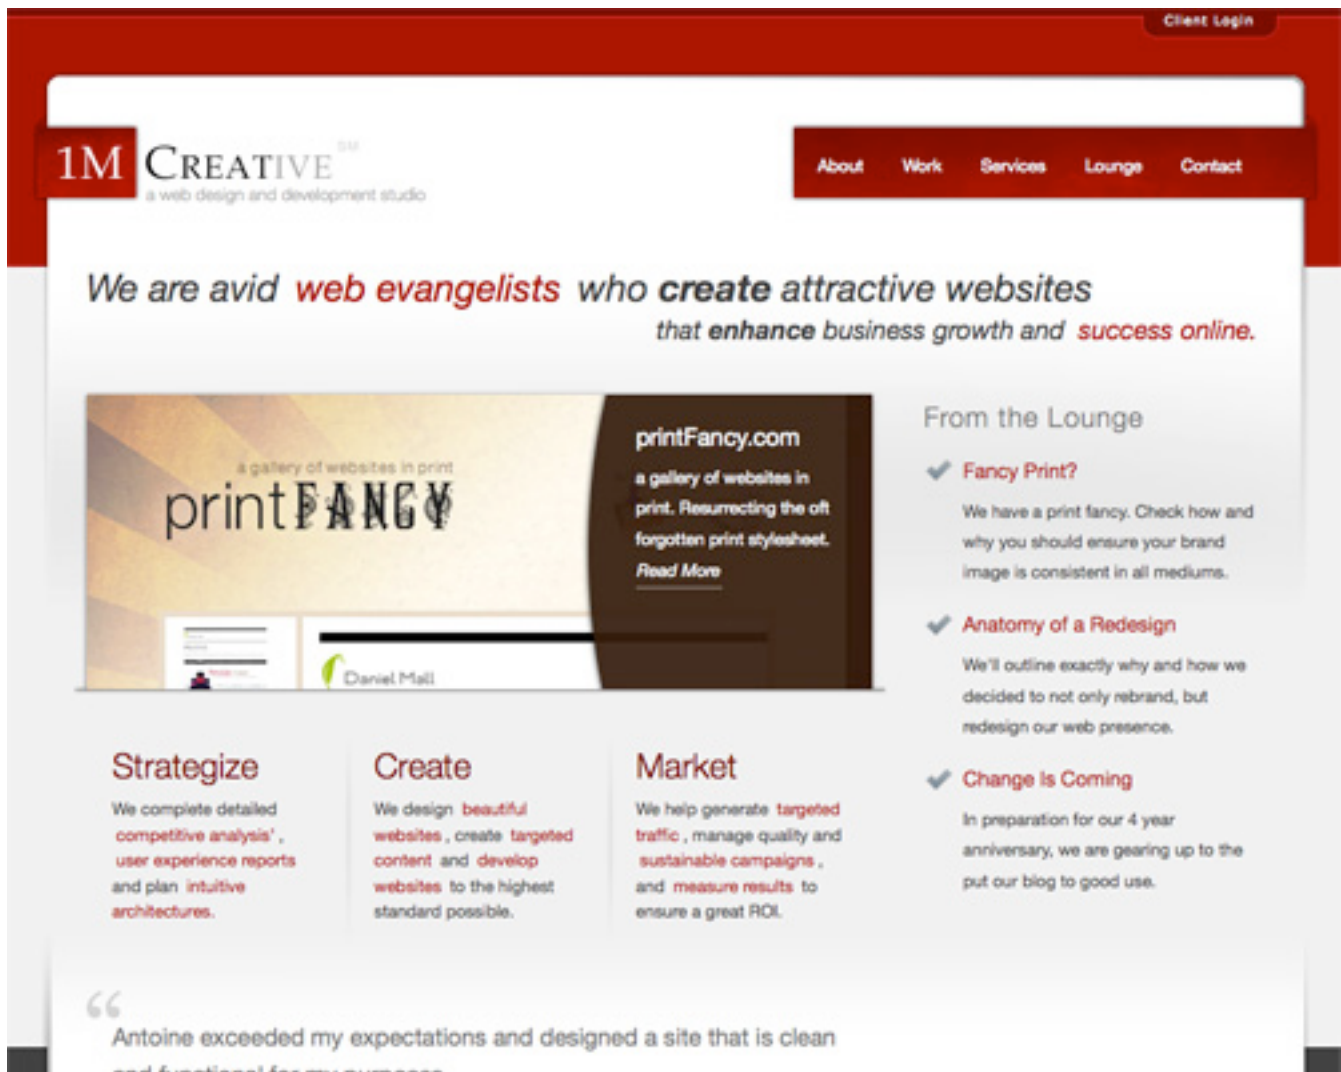 Client Login
1M CREATIVE SM
a web design and development studio
About Work Services Lounge Contact
We are avid web evangelists who create attractive websites
that enhance business growth and success online.
a gallery of websites in print
printFANCY
Daniel Mall
printFancy.com
a gallery of websites in
print. Resurrecting the oft
forgotten print stylesheet.
Read More
From the Lounge
Fancy Print?
We have a print fancy. Check how and
why you should ensure your brand
image is consistent in all mediums.
Anatomy of a Redesign
We'll outline exactly why and how we
decided to not only rebrand, but
redesign our web presence.
Change Is Coming
In preparation for our 4 year
anniversary, we are gearing up to the
put our blog to good use.
Strategize
We complete detailed
competitive analysis' ,
user experience reports
and plan intuitive
architectures.
Create
We design beautiful
websites , create targeted
content and develop
websites to the highest
standard possible.
Market
We help generate targeted
traffic , manage quality and
sustainable campaigns ,
and measure results to
ensure a great ROI.
“
Antoine exceeded my expectations and designed a site that is clean
and functional for my purposes